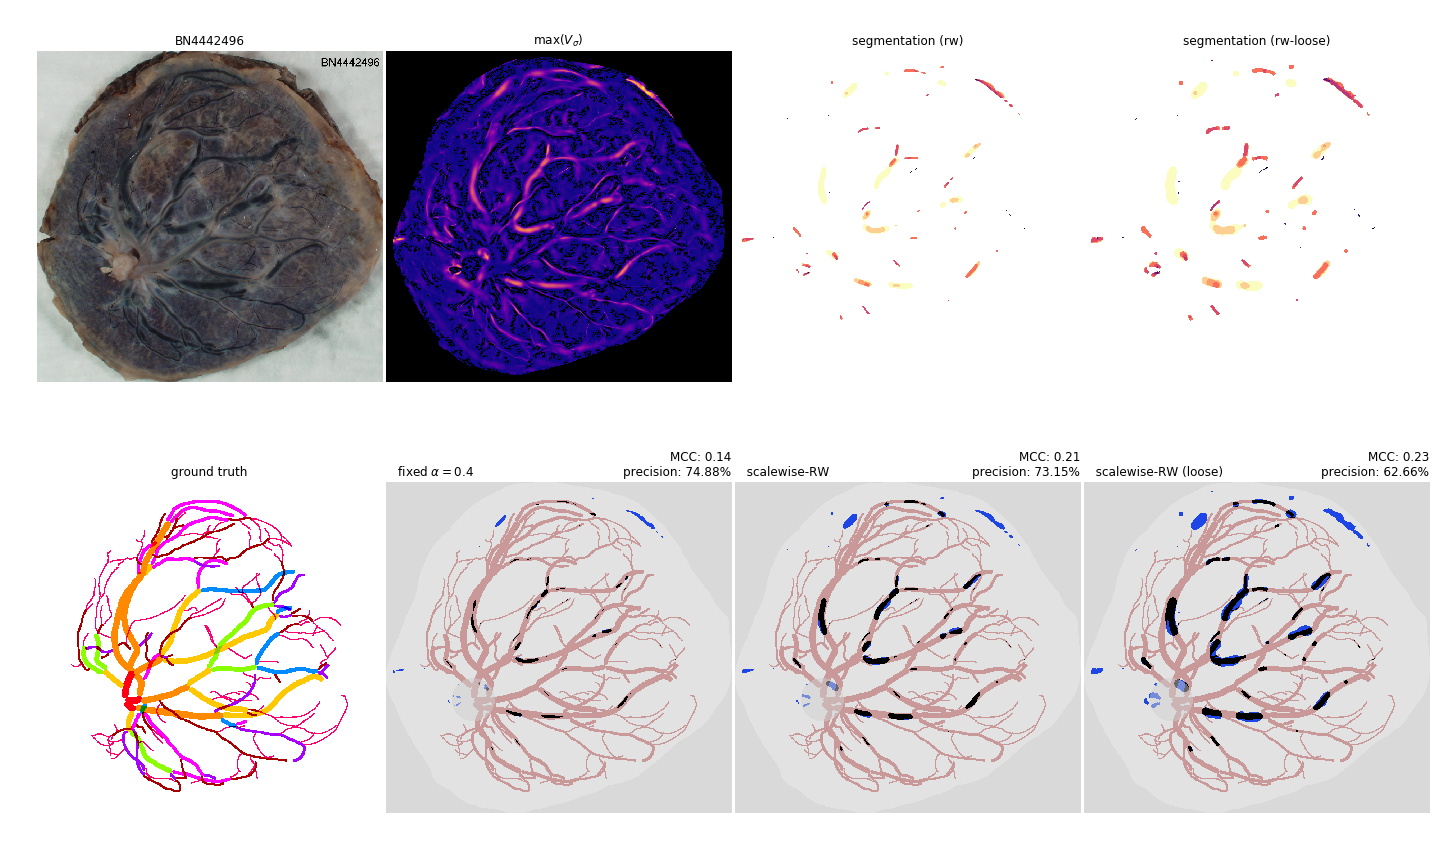 BN4442496
max(V_σ)
segmentation (rw)
segmentation (rw-loose)
BN4442496
ground truth
fixed α = 0.4
MCC: 0.14
precision: 74.88%
scalewise-RW
MCC: 0.21
precision: 73.15%
scalewise-RW (loose)
MCC: 0.23
precision: 62.66%